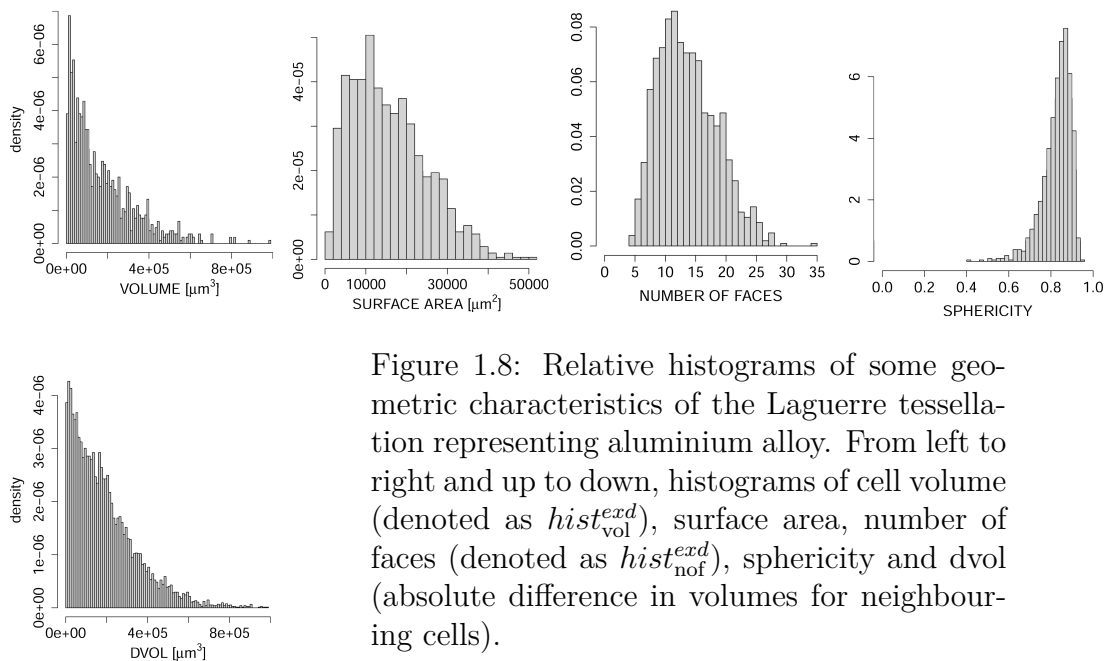 density
0e+00 2e-06 4e-06 6e-06
0e+00 4e+05 8e+05
VOLUME [μm³]
0e+00 2e-05 4e-05
0 10000 30000 50000
SURFACE AREA [μm²]
0.00 0.02 0.04 0.06 0.08
0 5 10 15 20 25 30 35
NUMBER OF FACES
0 2 4 6
0.0 0.2 0.4 0.6 0.8 1.0
SPHERICITY
density
0e+00 1e-06 2e-06 3e-06 4e-06
0e+00 4e+05 8e+05
DVOL [μm³]
Figure 1.8: Relative histograms of some geo-
metric characteristics of the Laguerre tessella-
tion representing aluminium alloy. From left to
right and up to down, histograms of cell volume
(denoted as hist^{exd}_{vol}), surface area, number of
faces (denoted as hist^{exd}_{nof}), sphericity and dvol
(absolute difference in volumes for neighbour-
ing cells).